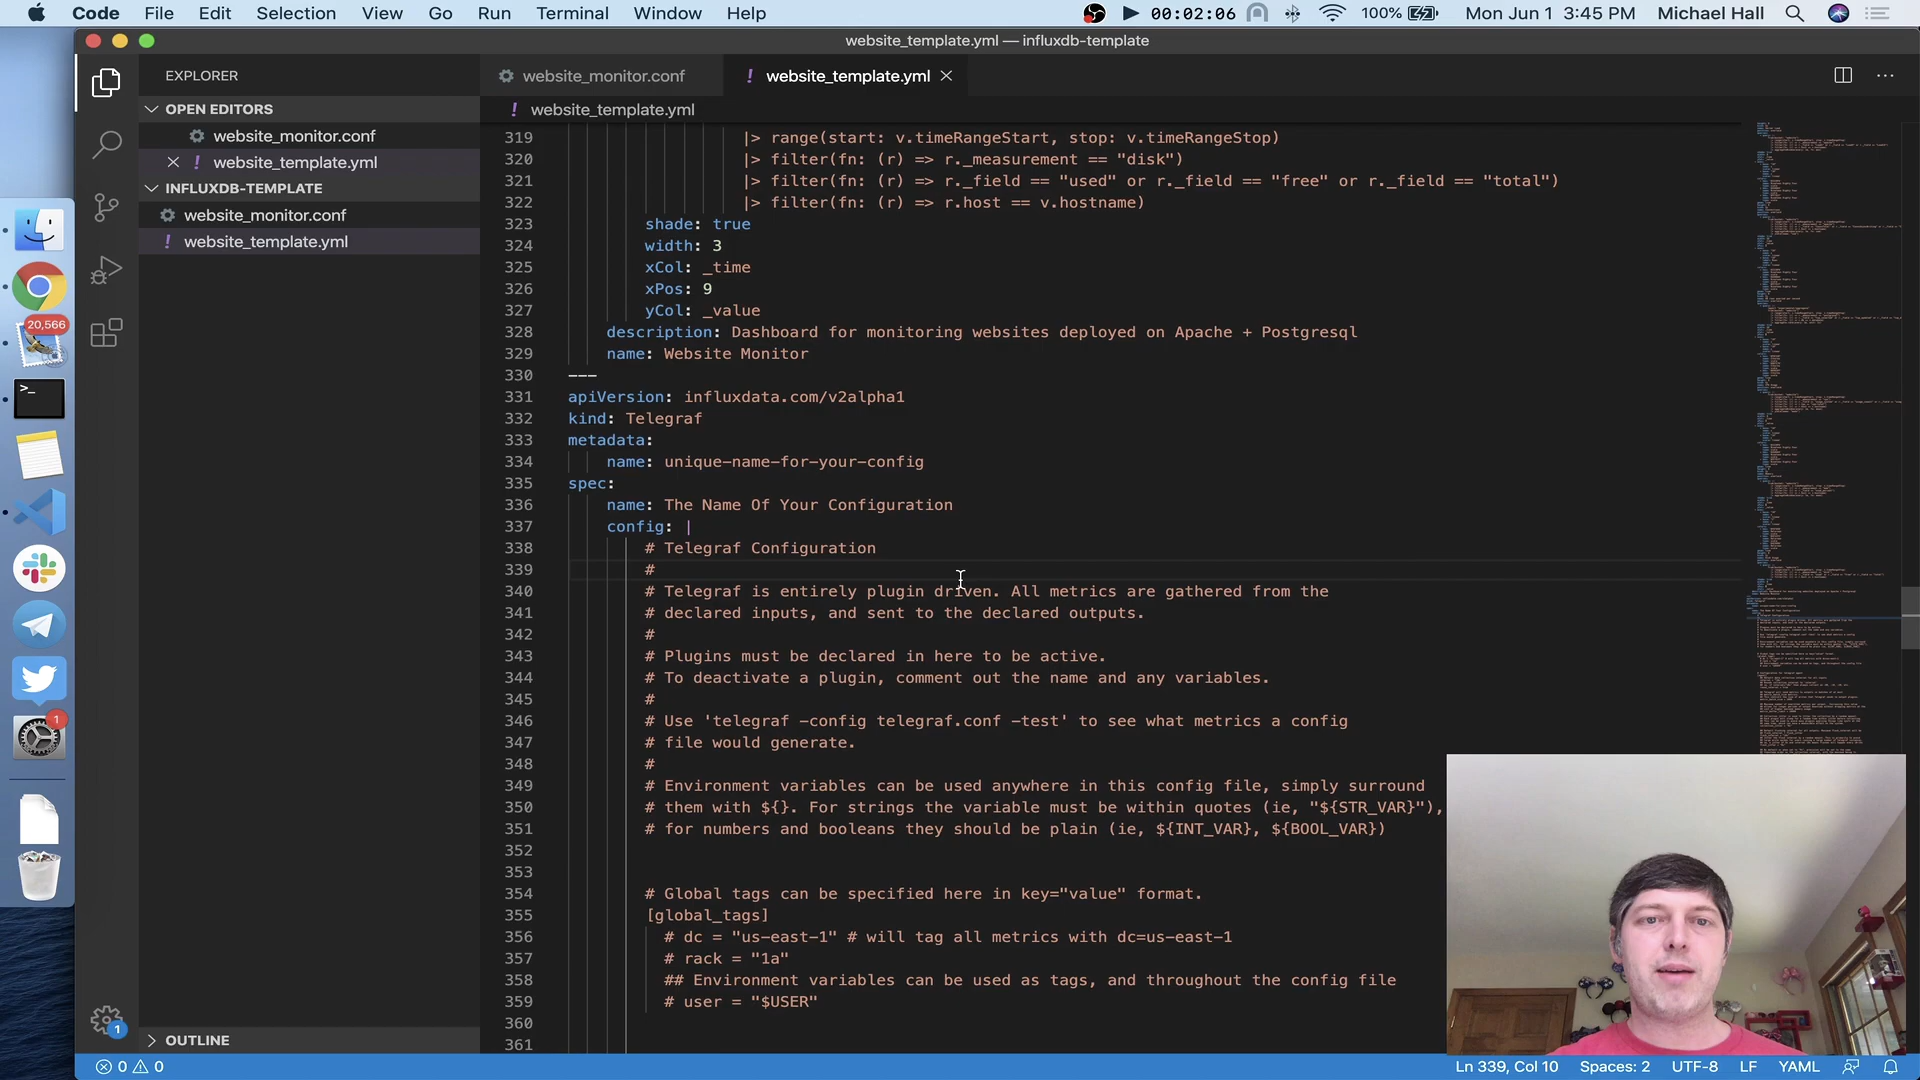 Code File Edit Selection View Go Run Terminal Window Help 00:02:06 100% Mon Jun 1 3:45 PM Michael Hall
website_template.yml — influxdb-template
EXPLORER
website_monitor.conf
! website_template.yml
OPEN EDITORS
website_monitor.conf
! website_template.yml
INFLUXDB-TEMPLATE
website_monitor.conf
! website_template.yml
20,566
1
1
OUTLINE
! website_template.yml
319 |> range(start: v.timeRangeStart, stop: v.timeRangeStop)
320 |> filter(fn: (r) => r._measurement == "disk")
321 |> filter(fn: (r) => r._field == "used" or r._field == "free" or r._field == "total")
322 |> filter(fn: (r) => r.host == v.hostname)
323 shade: true
324 width: 3
325 xCol: _time
326 xPos: 9
327 yCol: _value
328 description: Dashboard for monitoring websites deployed on Apache + Postgresql
329 name: Website Monitor
330 ---
331 apiVersion: influxdata.com/v2alpha1
332 kind: Telegraf
333 metadata:
334 name: unique-name-for-your-config
335 spec:
336 name: The Name Of Your Configuration
337 config: |
338 # Telegraf Configuration
339 #
340 # Telegraf is entirely plugin driven. All metrics are gathered from the
341 # declared inputs, and sent to the declared outputs.
342 #
343 # Plugins must be declared in here to be active.
344 # To deactivate a plugin, comment out the name and any variables.
345 #
346 # Use 'telegraf -config telegraf.conf -test' to see what metrics a config
347 # file would generate.
348 #
349 # Environment variables can be used anywhere in this config file, simply surround
350 # them with ${}. For strings the variable must be within quotes (ie, "${STR_VAR}"),
351 # for numbers and booleans they should be plain (ie, ${INT_VAR}, ${BOOL_VAR})
352
353
354 # Global tags can be specified here in key="value" format.
355 [global_tags]
356 # dc = "us-east-1" # will tag all metrics with dc=us-east-1
357 # rack = "1a"
358 ## Environment variables can be used as tags, and throughout the config file
359 # user = "$USER"
360
361
0 0 Ln 339, Col 10 Spaces: 2 UTF-8 LF YAML